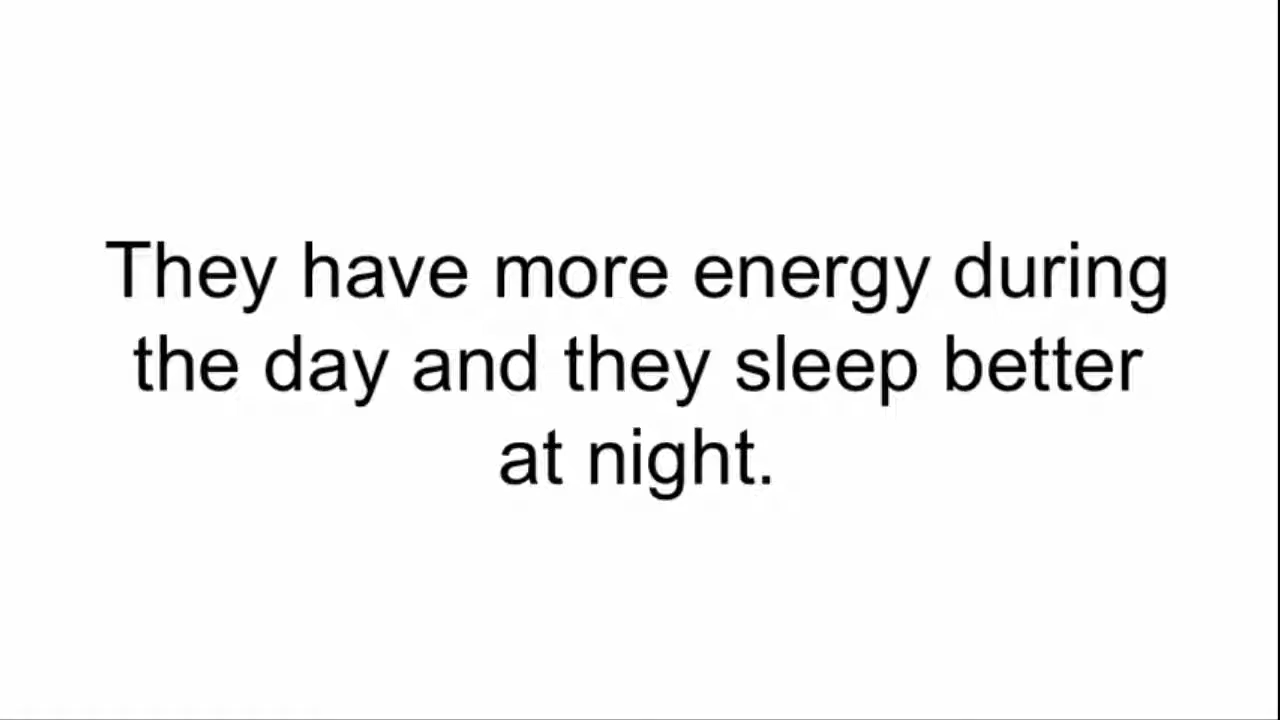 They have more energy during
the day and they sleep better
at night.